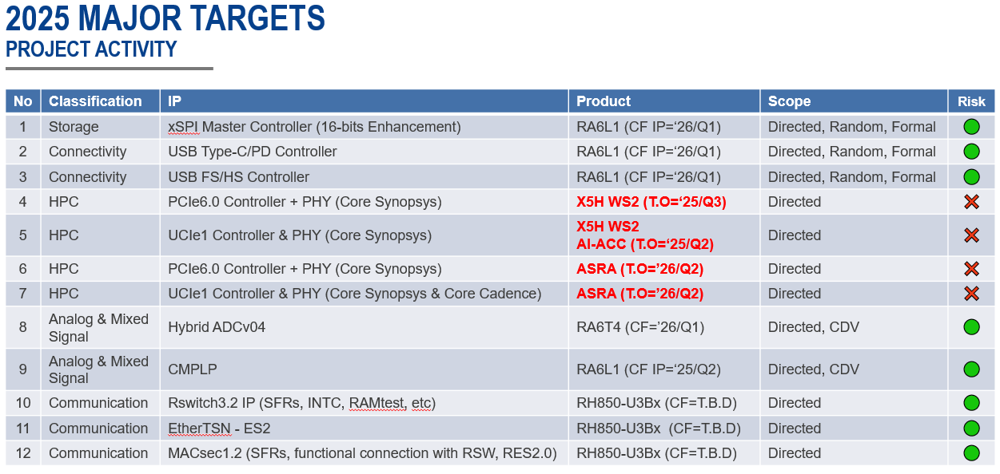 2025 MAJOR TARGETS
PROJECT ACTIVITY
No Classification IP Product Scope Risk
1 Storage xSPI Master Controller (16-bits Enhancement) RA6L1 (CF IP=‘26/Q1) Directed, Random, Formal
2 Connectivity USB Type-C/PD Controller RA6L1 (CF IP=‘26/Q1) Directed, Random, Formal
3 Connectivity USB FS/HS Controller RA6L1 (CF IP=‘26/Q1) Directed, Random, Formal
4 HPC PCIe6.0 Controller + PHY (Core Synopsys) X5H WS2 (T.O=‘25/Q3) Directed
5 HPC UCIe1 Controller & PHY (Core Synopsys) X5H WS2
AI-ACC (T.O=‘25/Q2) Directed
6 HPC PCIe6.0 Controller + PHY (Core Synopsys) ASRA (T.O=’26/Q2) Directed
7 HPC UCIe1 Controller & PHY (Core Synopsys & Core Cadence) ASRA (T.O=’26/Q2) Directed
8 Analog & Mixed
Signal Hybrid ADCv04 RA6T4 (CF=’26/Q1) Directed, CDV
9 Analog & Mixed
Signal CMPLP RA6L1 (CF IP=‘25/Q2) Directed, CDV
10 Communication Rswitch3.2 IP (SFRs, INTC, RAMtest, etc) RH850-U3Bx (CF=T.B.D) Directed
11 Communication EtherTSN - ES2 RH850-U3Bx (CF=T.B.D) Directed
12 Communication MACsec1.2 (SFRs, functional connection with RSW, RES2.0) RH850-U3Bx (CF=T.B.D) Directed